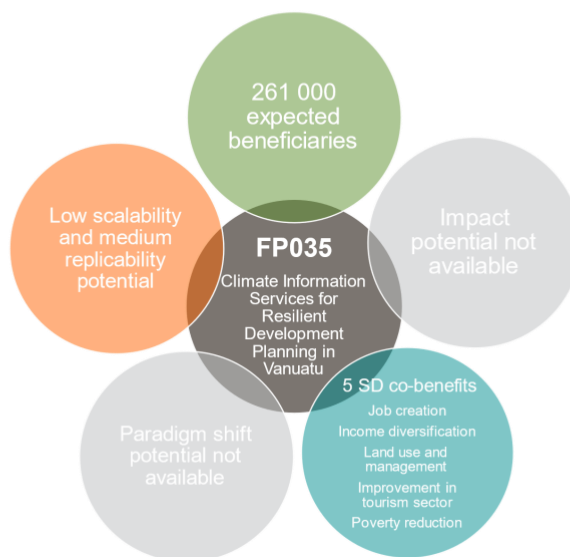 261 000
expected
beneficiaries
Low scalability
and medium
replicability
potential
FP035
Climate Information
Services for
Resilient
Development
Planning in
Vanuatu
Impact
potential not
available
Paradigm shift
potential not
available
5 SD co-benefits
Job creation
Income diversification
Land use and
management
Improvement in
tourism sector
Poverty reduction